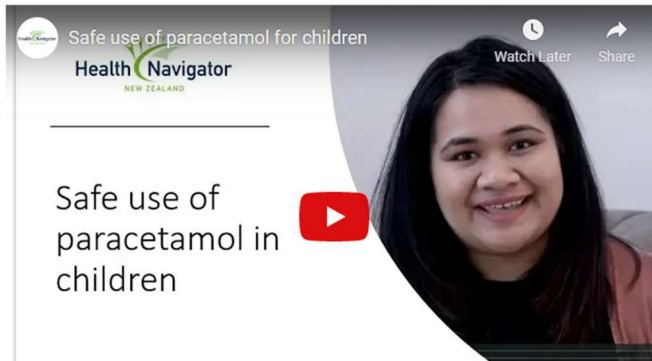 Safe use of paracetamol for children
Watch Later
Share
Health Navigator
NEW ZEALAND
Safe use of
paracetamol in
children